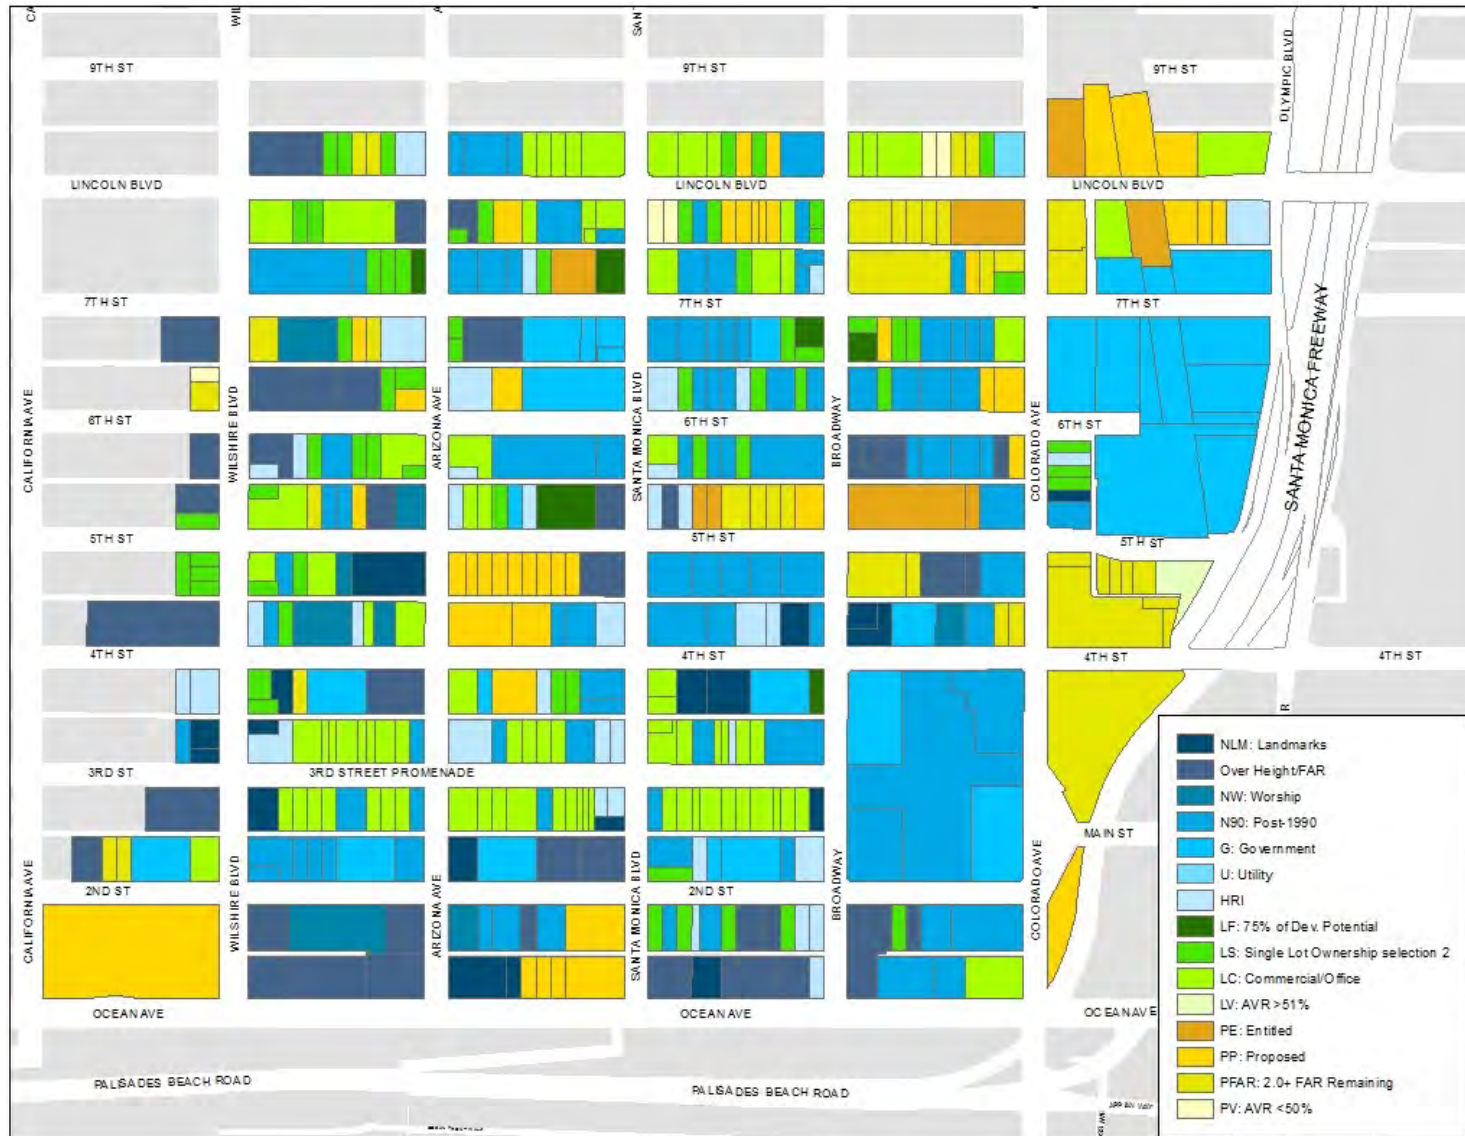 CA
WIL
A
SAN
9TH ST
9TH ST
9TH ST
OLYMPIC BLVD
LINCOLN BLVD
LINCOLN BLVD
LINCOLN BLVD
7TH ST
7TH ST
7TH ST
SANTA MONICA FREEWAY
CALIFORNIA AVE
WILSHIRE BLVD
ARIZONA AVE
SANTA MONICA BLVD
BROADWAY
COLORADO AVE
6TH ST
6TH ST
6TH ST
5TH ST
5TH ST
5TH ST
4TH ST
4TH ST
4TH ST
4TH ST
R
3RD ST
3RD STREET PROMENADE
MAIN ST
CALIFORNIA AVE
WILSHIRE BLVD
ARIZONA AVE
SANTA MONICA BLVD
BROADWAY
COLORADO AVE
2ND ST
2ND ST
OCEAN AVE
OCEAN AVE
OCEAN AVE
PALISADES BEACH ROAD
PALISADES BEACH ROAD
NLM: Landmarks
Over Height/FAR
NW: Worship
N90: Post-1990
G: Government
U: Utility
HRI
LF: 75% of Dev. Potential
LS: Single Lot Ownership selection 2
LC: Commercial/Office
LV: AVR >51%
PE: Entitled
PP: Proposed
PFAR: 2.0+ FAR Remaining
PV: AVR <50%